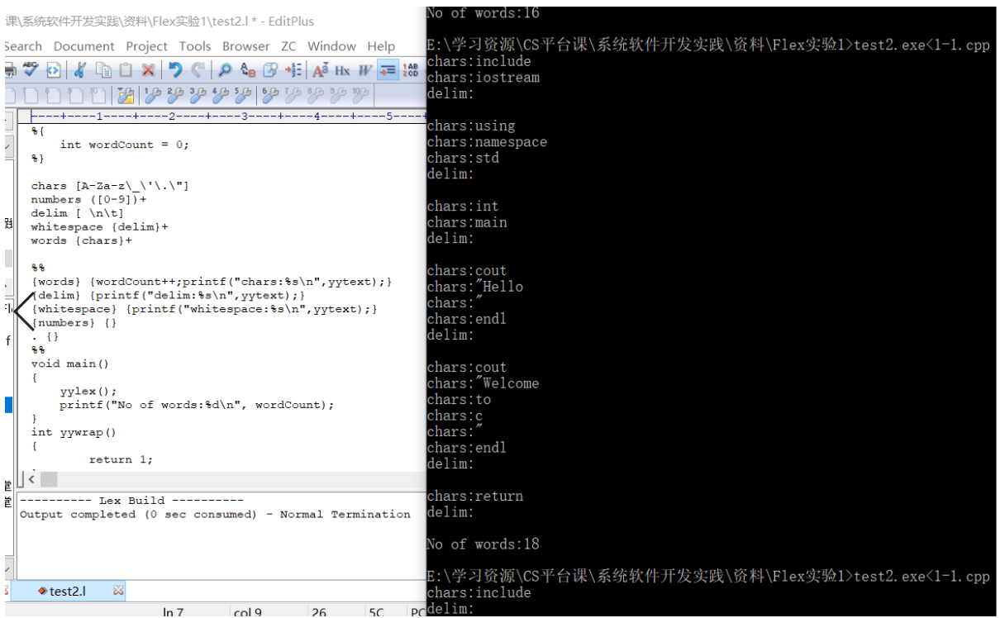 课\系统软件开发实践\资料\Flex实验1\test2.l * - EditPlus
Search Document Project Tools Browser ZC Window Help
----+----1----+----2----+----3----+----4----+----5----+
%{
    int wordCount = 0;
%}
chars [A-Za-z\_\'\.\"]
numbers ([0-9])+
delim [ \n\t]
whitespace {delim}+
words {chars}+
%%
{words} {wordCount++;printf("chars:%s\n",yytext);}
{delim} {printf("delim:%s\n",yytext);}
{whitespace} {printf("whitespace:%s\n",yytext);}
{numbers} {}
. {}
%%
void main()
{
    yylex();
    printf("No of words:%d\n", wordCount);
}
int yywrap()
{
        return 1;
---------- Lex Build ----------
Output completed (0 sec consumed) - Normal Termination
test2.l
ln 7 col 9 26 5C PC
No of words:16
E:\学习资源\CS平台课\系统软件开发实践\资料\Flex实验1>test2.exe<1-1.cpp
chars:include
chars:iostream
delim:
chars:using
chars:namespace
chars:std
delim:
chars:int
chars:main
delim:
chars:cout
chars:"Hello
chars:"
chars:endl
delim:
chars:cout
chars:"Welcome
chars:to
chars:c
chars:"
chars:endl
delim:
chars:return
delim:
No of words:18
E:\学习资源\CS平台课\系统软件开发实践\资料\Flex实验1>test2.exe<1-1.cpp
chars:include
delim: